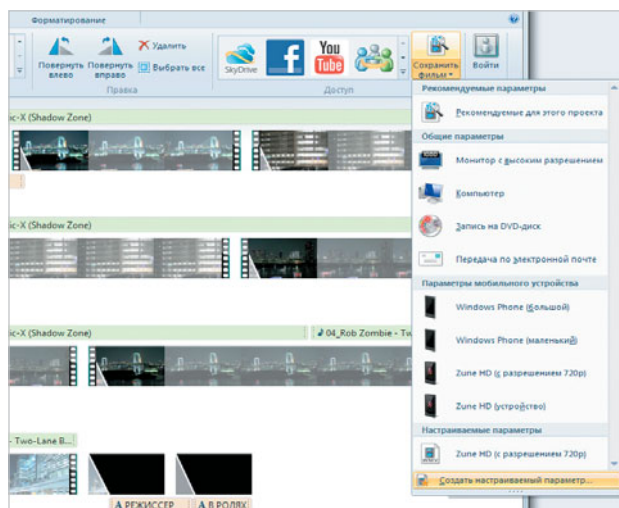 Форматирование
Повернуть влево
Повернуть вправо
Удалить
Выбрать все
Правка
SkyDrive
f
You Tube
Доступ
Сохранить фильм
Войти
Рекомендуемые параметры
Рекомендуемые для этого проекта
Общие параметры
Монитор с высоким разрешением
Компьютер
Запись на DVD-диск
Передача по электронной почте
Параметры мобильного устройства
Windows Phone (большой)
Windows Phone (маленький)
Zune HD (с разрешением 720p)
Zune HD (устройство)
Настраиваемые параметры
Zune HD (с разрешением 720p)
Создать настраиваемый параметр...
ic-X (Shadow Zone)
ic-X (Shadow Zone)
ic-X (Shadow Zone)
04_Rob Zombie - Tw
- Two-Lane B...
A РЕЖИССЕР
A В РОЛЯХ